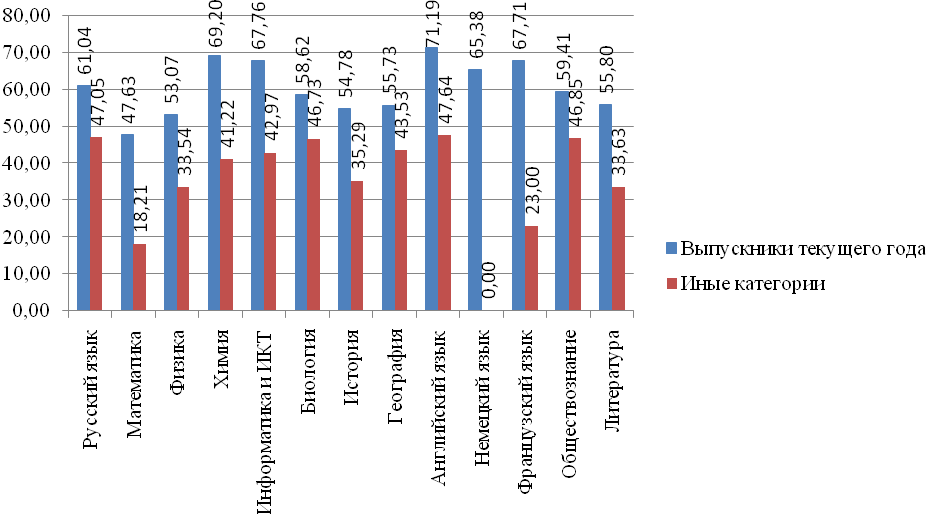 80,00
70,00
60,00
50,00
40,00
30,00
20,00
10,00
0,00
61,04
47,05
47,63
18,21
53,07
33,54
69,20
41,22
67,76
42,97
58,62
46,73
54,78
35,29
55,73
43,53
71,19
47,64
65,38
0,00
67,71
23,00
59,41
46,85
55,80
33,63
Русский язык
Математика
Физика
Химия
Информатика и ИКТ
Биология
История
География
Английский язык
Немецкий язык
Французский язык
Обществознание
Литература
Выпускники текущего года
Иные категории